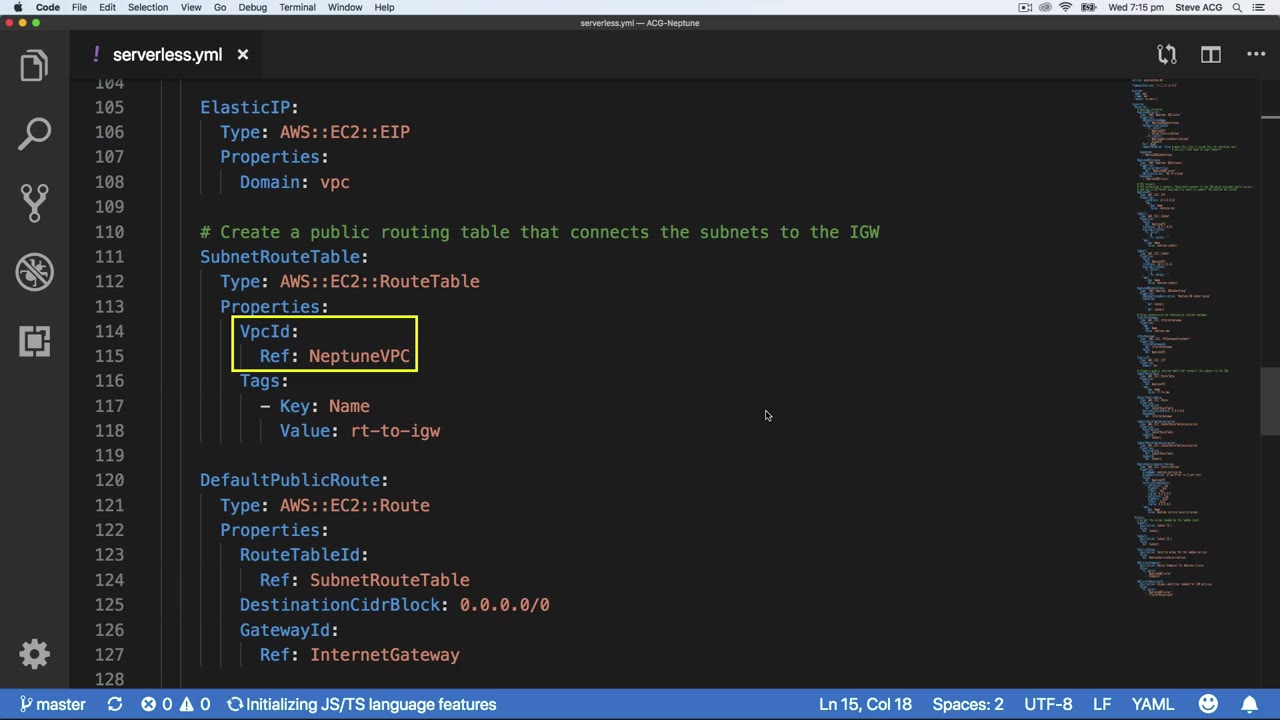 Code File Edit Selection View Go Debug Terminal Window Help Wed 7:15 pm Steve ACG
serverless.yml — ACG-Neptune
! serverless.yml ×
104
105 ElasticIP:
106 Type: AWS::EC2::EIP
107 Properties:
108 Domain: vpc
109
110 # Create a public routing table that connects the subnets to the IGW
111 SubnetRouteTable:
112 Type: AWS::EC2::RouteTable
113 Properties:
114 VpcId:
115 Ref: NeptuneVPC
116 Tags:
117 - Key: Name
118 Value: rt-to-igw
119
120 DefaultPublicRoute:
121 Type: AWS::EC2::Route
122 Properties:
123 RouteTableId:
124 Ref: SubnetRouteTable
125 DestinationCidrBlock: 0.0.0.0/0
126 GatewayId:
127 Ref: InternetGateway
128
master 0 0 Initializing JS/TS language features Ln 15, Col 18 Spaces: 2 UTF-8 LF YAML